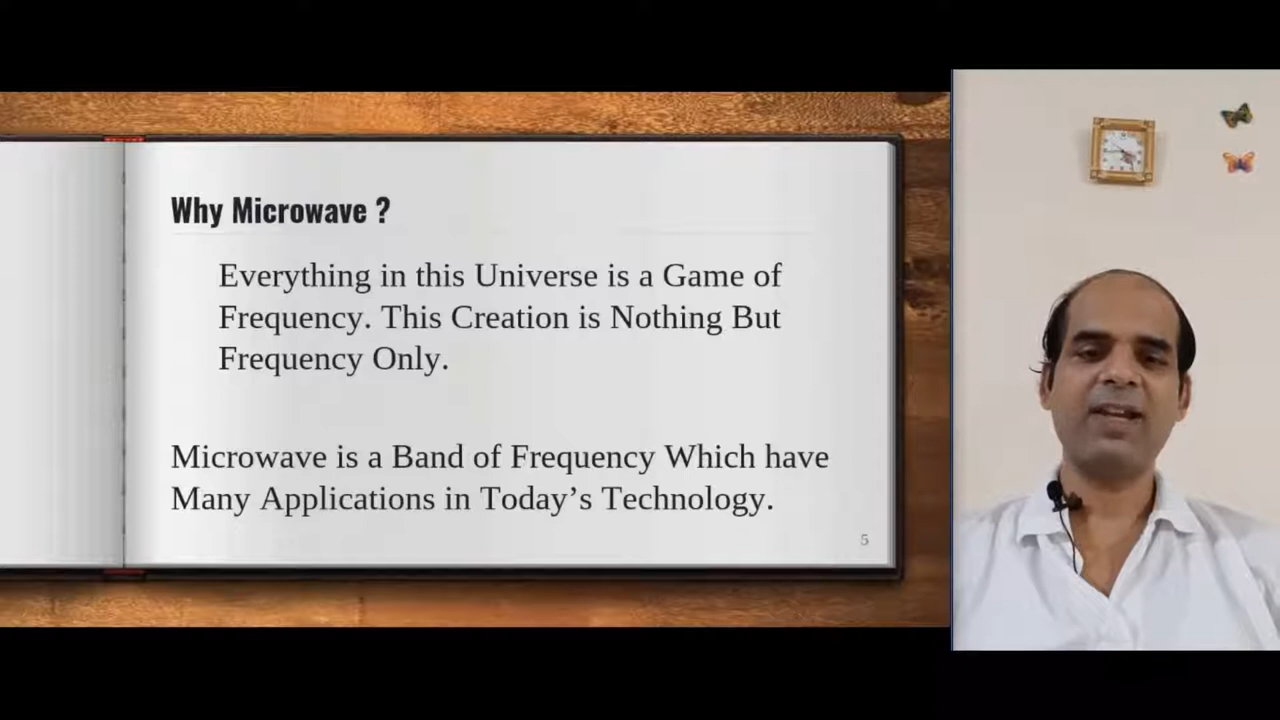 Why Microwave ?
Everything in this Universe is a Game of
Frequency. This Creation is Nothing But
Frequency Only.
Microwave is a Band of Frequency Which have
Many Applications in Today’s Technology.
5